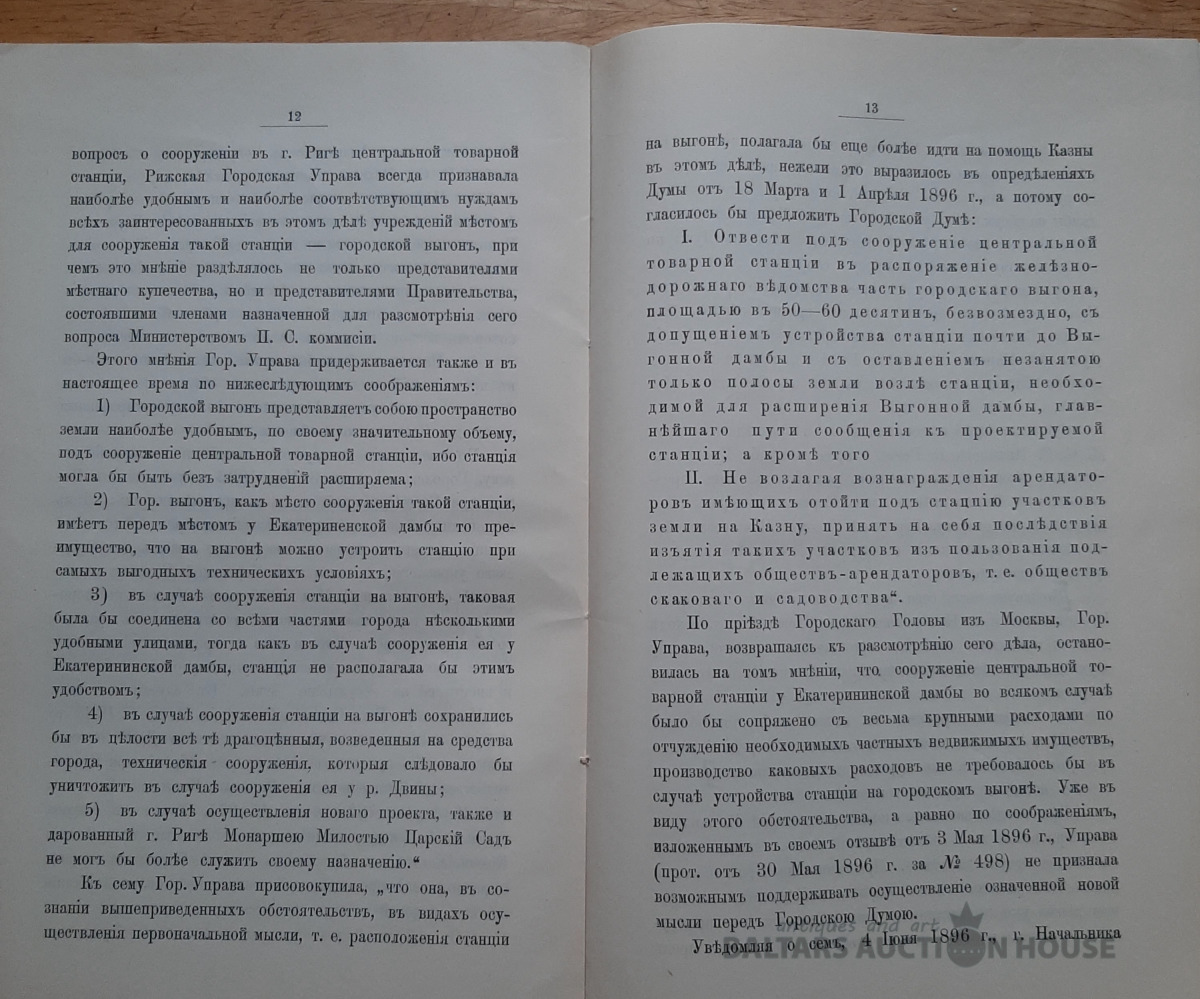 12
вопросъ о сооруженіи въ г. Ригѣ центральной товарной
станціи, Рижская Городская Управа всегда признавала
наиболѣе удобнымъ и наиболѣе соотвѣтствующимъ нуждамъ
всѣхъ заинтересованныхъ въ этомъ дѣлѣ учрежденій мѣстомъ
для сооруженія такой станціи — городской выгонъ, при
чемъ это мнѣніе раздѣлялось не только представителями
мѣстнаго купечества, но и представителями Правительства,
состоявшими членами назначенной для разсмотрѣнія сего
вопроса Министерствомъ П. С. коммисіи.
Этого мнѣнія Гор. Управа придерживается также и въ
настоящее время по нижеслѣдующимъ соображеніямъ:
1) Городской выгонъ представляетъ собою пространство
земли наиболѣе удобнымъ, по своему значительному объему,
подъ сооруженіе центральной товарной станціи, ибо станція
могла бы быть безъ затрудненій расширяема;
2) Гор. выгонъ, какъ мѣсто сооруженія такой станціи,
имѣетъ передъ мѣстомъ у Екатериненской дамбы то пре-
имущество, что на выгонѣ можно устроить станцію при
самыхъ выгодныхъ техническихъ условіяхъ;
3) въ случаѣ сооруженія станціи на выгонѣ, таковая
была бы соединена со всѣми частями города нѣсколькими
удобными улицами, тогда какъ въ случаѣ сооруженія ея у
Екатерининской дамбы, станція не располагала бы этимъ
удобствомъ;
4) въ случаѣ сооруженія станціи на выгонѣ сохранились
бы въ цѣлости всѣ тѣ драгоцѣнныя, возведенныя на средства
города, техническія сооруженія, которыя слѣдовало бы
уничтожить въ случаѣ сооруженія ея у р. Двины;
5) въ случаѣ осуществленія новаго проекта, также и
дарованный г. Ригѣ Монаршею Милостью Царскій Садъ
не могъ бы болѣе служить своему назначенію.“
Къ сему Гор. Управа присовокупила, „что она, „въ со-
знаніи вышеприведенныхъ обстоятельствъ, въ видахъ осу-
ществленія первоначальной мысли, т. е. расположенія станціи
13
на выгонѣ, полагала бы еще болѣе идти на помощь Казны
въ этомъ дѣлѣ, нежели это выразилось въ опредѣленіяхъ
Думы отъ 18 Марта и 1 Апрѣля 1896 г., а потому со-
гласилось бы предложить Городской Думѣ:
I. Отвести подъ сооруженіе центральной
товарной станціи въ распоряженіе желѣзно-
дорожнаго вѣдомства часть городскаго выгона,
площадью въ 50—60 десятинъ, безвозмездно, съ
допущеніемъ устройства станціи почти до Вы-
гонной дамбы и съ оставленіемъ незанятою
только полосы земли возлѣ станціи, необхо-
димой для расширенія Выгонной дамбы, глав-
нѣйшаго пути сообщенія къ проектируемой
станціи; а кромѣ того
II. Не возлагая вознагражденія арендато-
ровъ имѣющихъ отойти подъ стацпію участковъ
земли на Казну, принять на себя послѣдствія
изъятія такихъ участковъ изъ пользованія под-
лежащихъ обществъ-арендаторовъ, т. е. обществъ
скаковаго и садоводства“.
По пріѣздѣ Городскаго Головы изъ Москвы, Гор.
Управа, возвращаясь къ разсмотрѣнію сего дѣла, остано-
вилась на томъ мнѣніи, что сооруженіе центральной то-
варной станціи у Екатерининской дамбы во всякомъ случаѣ
было бы сопряжено съ весьма крупными расходами по
отчужденію необходимыхъ частныхъ недвижимыхъ имуществъ,
производство каковыхъ расходовъ не требовалось бы въ
случаѣ устройства станціи на городскомъ выгонѣ. Уже въ
виду этого обстоятельства, а равно по соображеніямъ,
изложеннымъ въ своемъ отзывѣ отъ 3 Мая 1896 г., Управа
(прот. отъ 30 Мая 1896 г. за № 498) не признала
возможнымъ поддерживать осуществленіе означенной новой
мысли передъ Городскою Думою.
Увѣдомляя о семъ, 4 Іюня 1896 г., г. Начальника
antiques and art
BALTARS AUCTION HOUSE